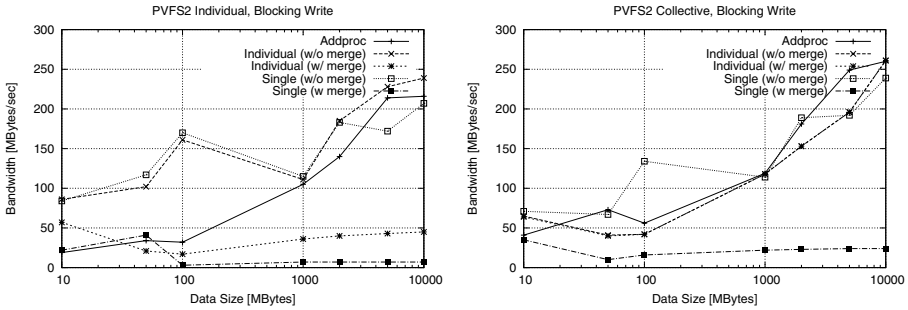 PVFS2 Individual, Blocking Write
300
250
200
150
100
50
0
Bandwidth [MBytes/sec]
10
100
1000
10000
Data Size [MBytes]
Addproc
Individual (w/o merge)
Individual (w/ merge)
Single (w/o merge)
Single (w merge)
PVFS2 Collective, Blocking Write
300
250
200
150
100
50
0
Bandwidth [MBytes/sec]
10
100
1000
10000
Data Size [MBytes]
Addproc
Individual (w/o merge)
Individual (w/ merge)
Single (w/o merge)
Single (w merge)